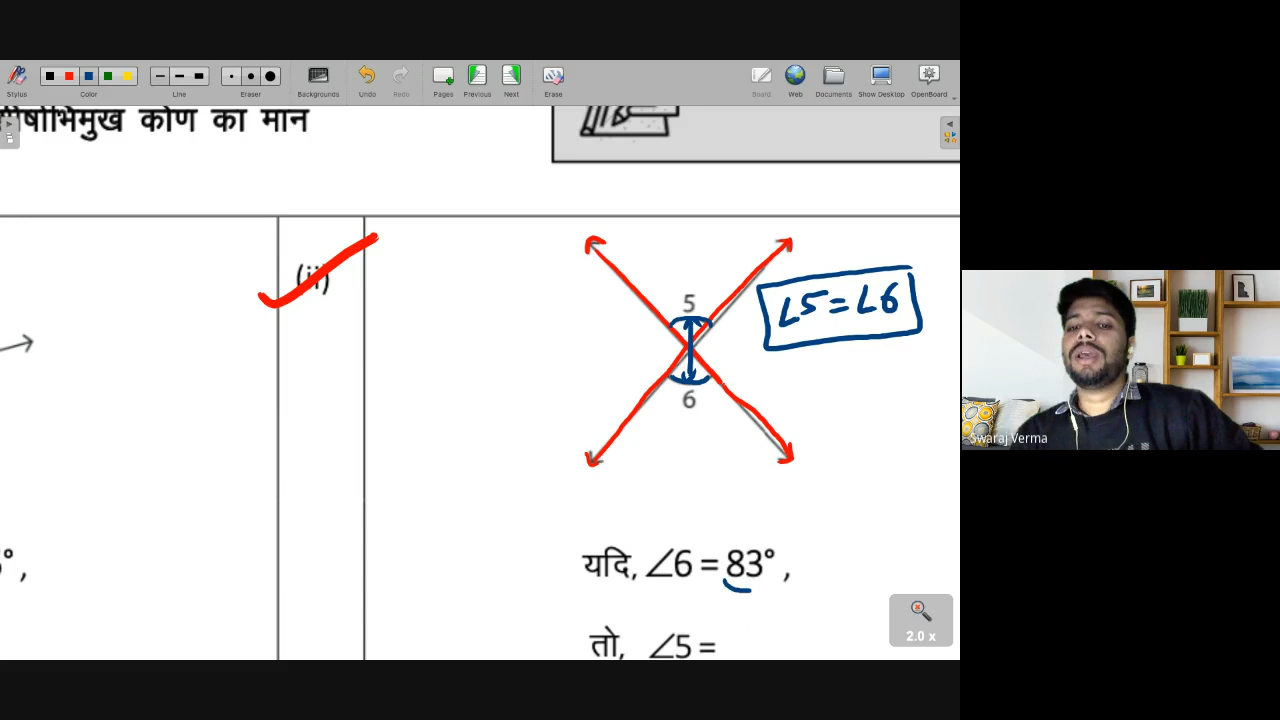 Stylus Color Line Eraser Backgrounds Undo Redo Pages Previous Next Erase Board Web Documents Show Desktop OpenBoard
कोण का मान
(ii)
5
∠5=∠6
6
Swaraj Verma
°,
यदि, ∠6 = 83°,
2.0 x
तो, ∠5 =